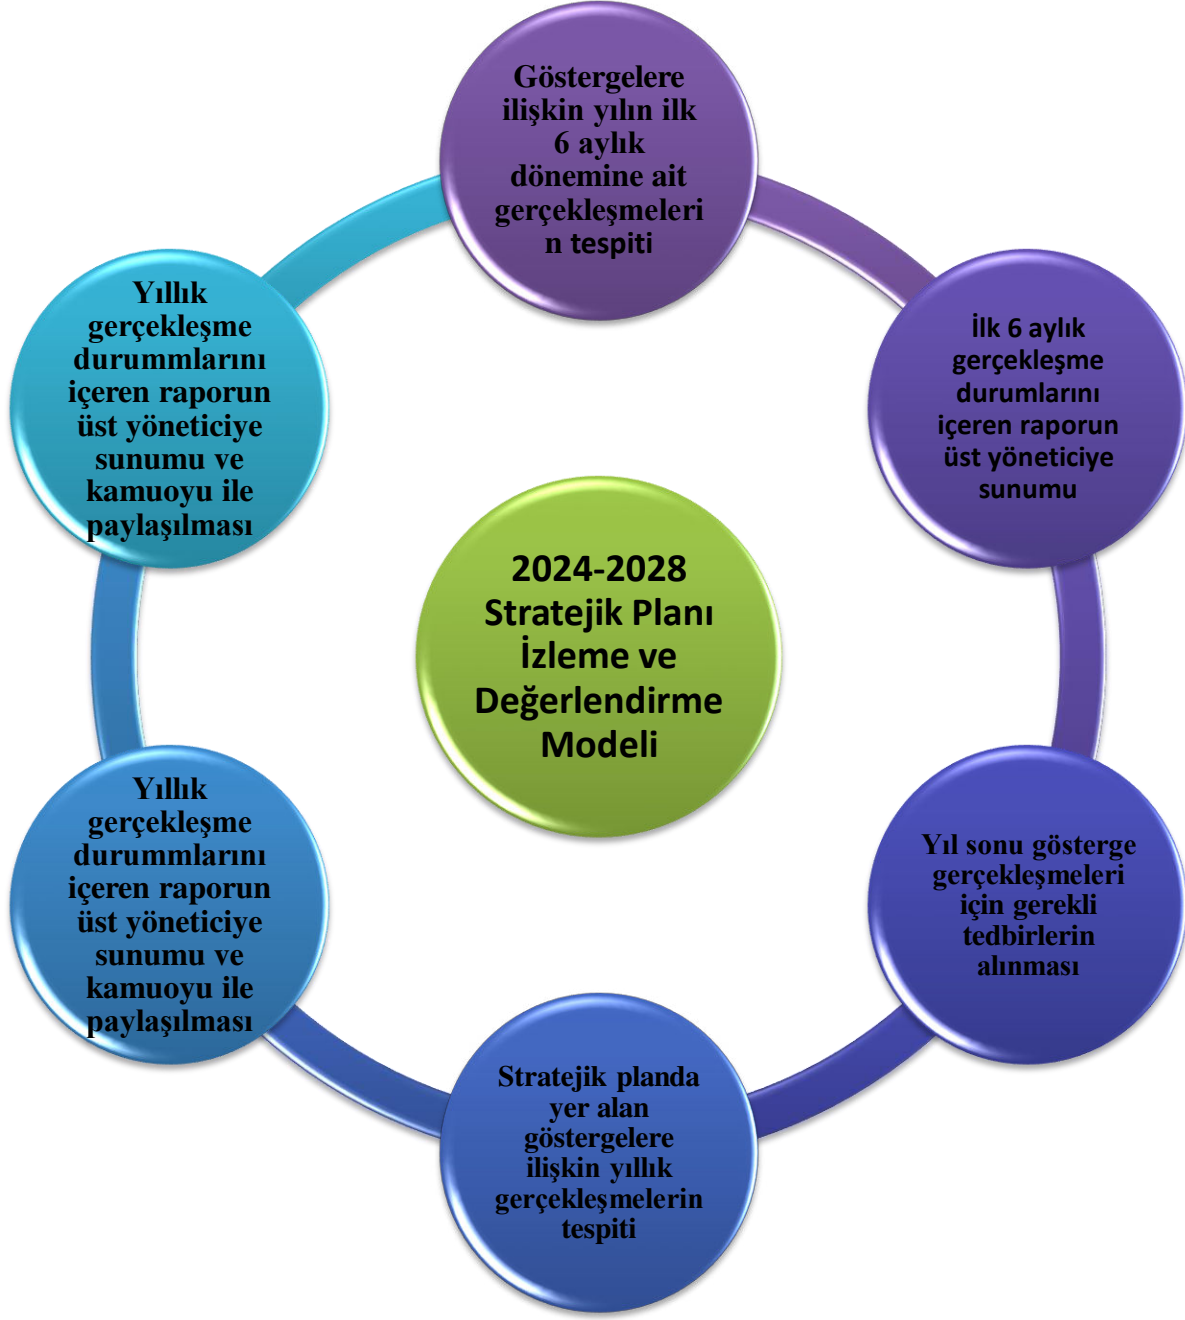 Göstergelere
ilişkin yılın ilk
6 aylık
dönemine ait
gerçekleşmeleri
n tespiti
İlk 6 aylık
gerçekleşme
durumlarını
içeren raporun
üst yöneticiye
sunumu
Yıl sonu gösterge
gerçekleşmeleri
için gerekli
tedbirlerin
alınması
Stratejik planda
yer alan
göstergelere
ilişkin yıllık
gerçekleşmelerin
tespiti
Yıllık
gerçekleşme
durummlarını
içeren raporun
üst yöneticiye
sunumu ve
kamuoyu ile
paylaşılması
Yıllık
gerçekleşme
durummlarını
içeren raporun
üst yöneticiye
sunumu ve
kamuoyu ile
paylaşılması
2024-2028
Stratejik Planı
İzleme ve
Değerlendirme
Modeli